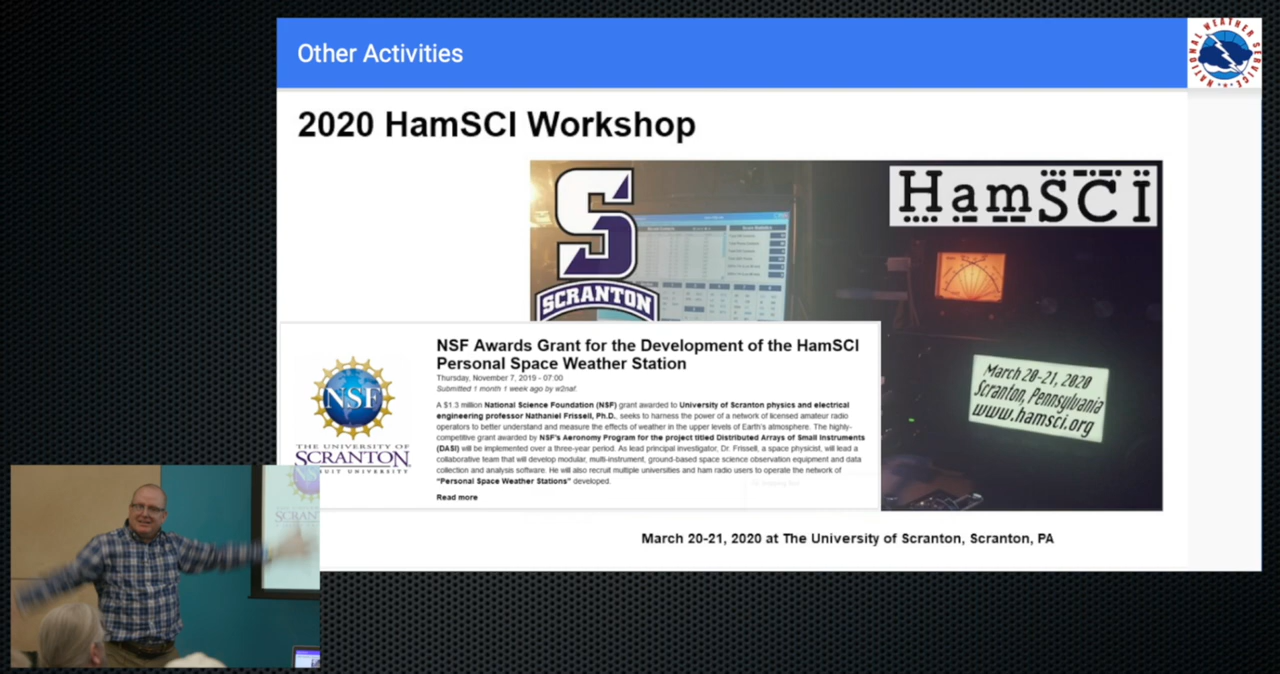 Other Activities
NATIONAL WEATHER SERVICE
2020 HamSCI Workshop
S
SCRANTON
HamSCI
March 20-21, 2020
Scranton, Pennsylvania
www.hamsci.org
NSF Awards Grant for the Development of the HamSCI
Personal Space Weather Station
Thursday, November 7, 2019 - 07:00
Submitted 1 month 1 week ago by w2naf.
A $1.3 million National Science Foundation (NSF) grant awarded to University of Scranton physics and electrical
engineering professor Nathaniel Frissell, Ph.D., seeks to harness the power of a network of licensed amateur radio
operators to better understand and measure the effects of weather in the upper levels of Earth's atmosphere. The highly-
competitive grant awarded by NSF's Aeronomy Program for the project titled Distributed Arrays of Small Instruments
(DASI) will be implemented over a three-year period. As lead principal investigator, Dr. Frissell, a space physicist, will lead a
collaborative team that will develop modular, multi-instrument, ground-based space science observation equipment and data
collection and analysis software. He will also recruit multiple universities and ham radio users to operate the network of
"Personal Space Weather Stations" developed.
Read more
NSF
THE UNIVERSITY OF
SCRANTON
UIT UNIVERSITY
March 20-21, 2020 at The University of Scranton, Scranton, PA
SCRAN